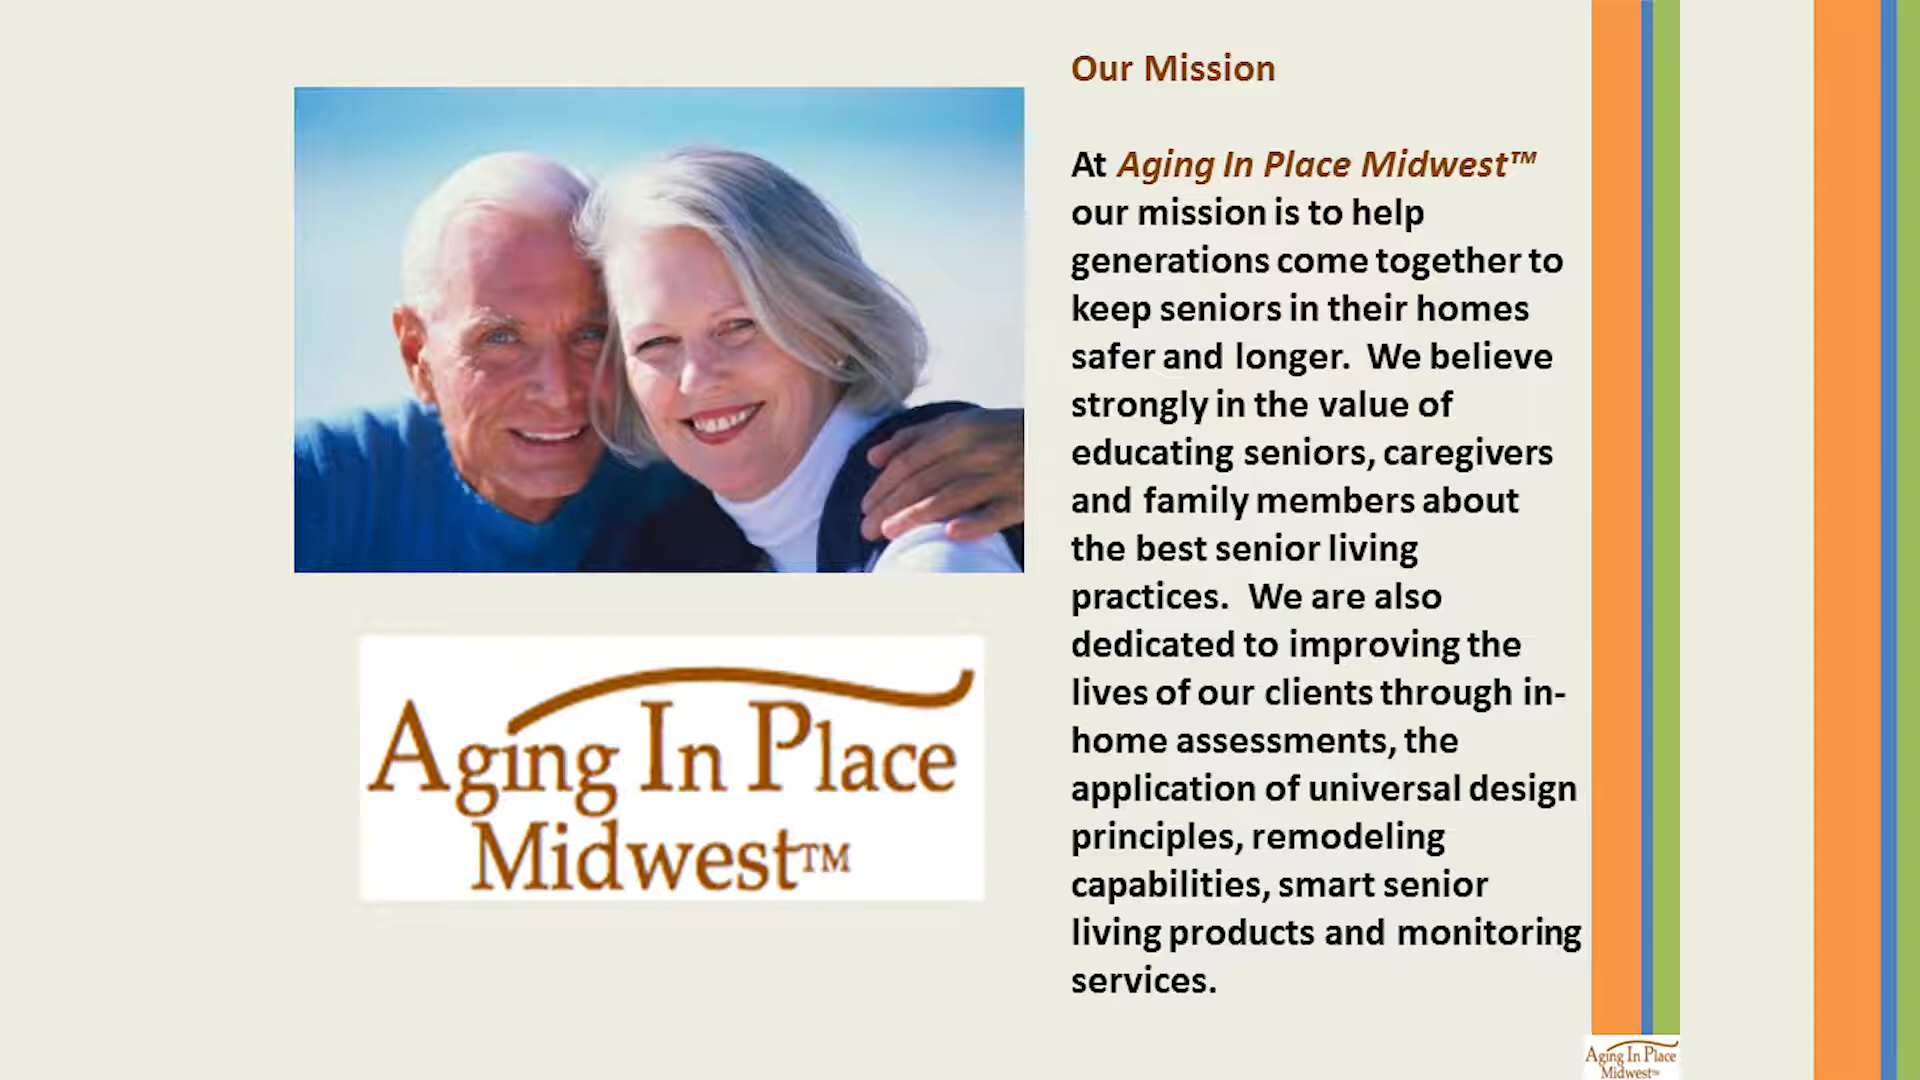 Our Mission
At Aging In Place Midwest™
our mission is to help
generations come together to
keep seniors in their homes
safer and longer.  We believe
strongly in the value of
educating seniors, caregivers
and family members about
the best senior living
practices.  We are also
dedicated to improving the
lives of our clients through in-
home assessments, the
application of universal design
principles, remodeling
capabilities, smart senior
living products and monitoring
services.
Aging In Place
Midwest™
Aging In Place
Midwest™